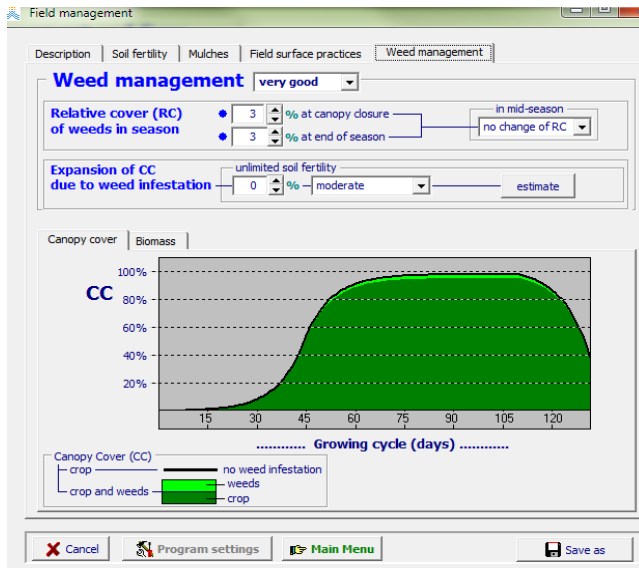 Field management
Description Soil fertility Mulches Field surface practices Weed management
Weed management very good
Relative cover (RC) of weeds in season
3 % at canopy closure
3 % at end of season
in mid-season
no change of RC
Expansion of CC due to weed infestation
unlimited soil fertility
0 % moderate estimate
Canopy cover Biomass
CC
100%
80%
60%
40%
20%
15 30 45 60 75 90 105 120
............ Growing cycle (days) ............
Canopy Cover (CC)
crop no weed infestation
crop and weeds weeds
crop
Cancel Program settings Main Menu Save as